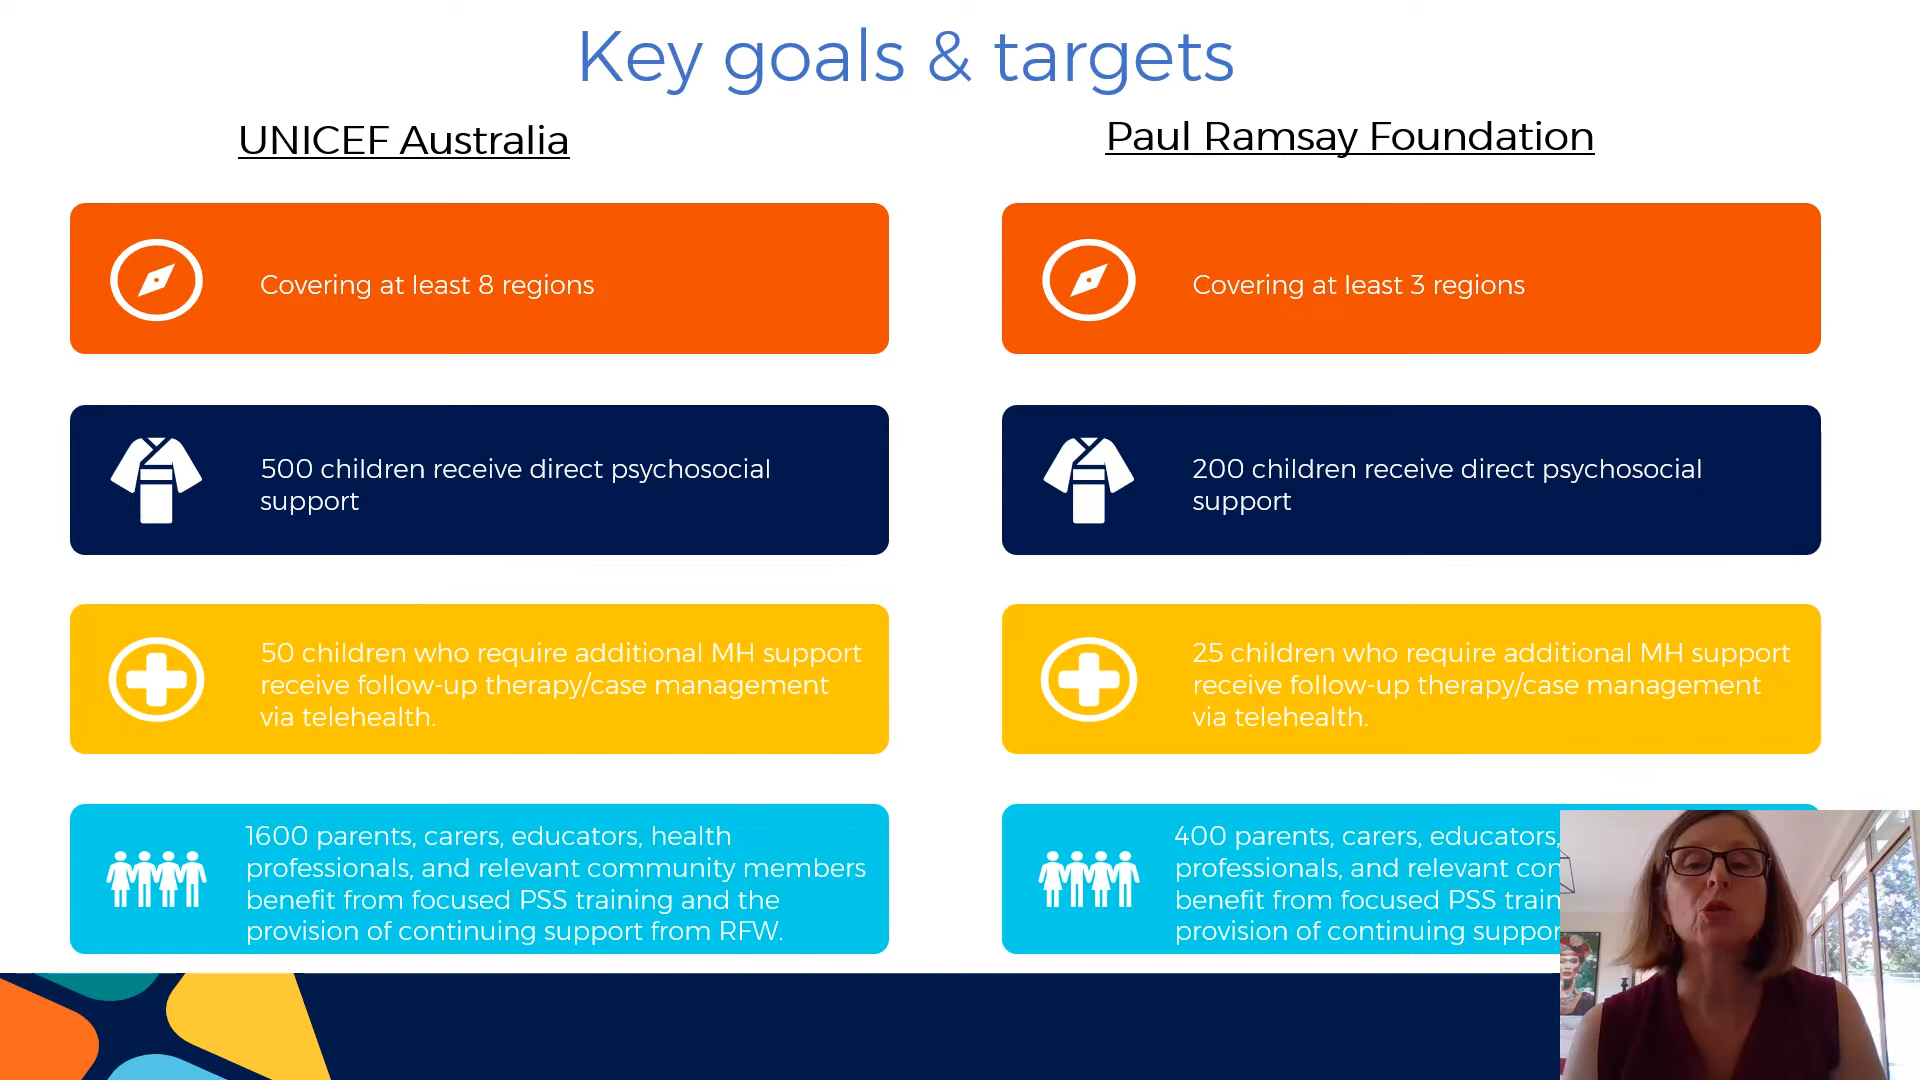 Key goals & targets
UNICEF Australia
Covering at least 8 regions
500 children receive direct psychosocial
support
50 children who require additional MH support
receive follow-up therapy/case management
via telehealth.
1600 parents, carers, educators, health
professionals, and relevant community members
benefit from focused PSS training and the
provision of continuing support from RFW.
Paul Ramsay Foundation
Covering at least 3 regions
200 children receive direct psychosocial
support
25 children who require additional MH support
receive follow-up therapy/case management
via telehealth.
400 parents, carers, educators,
professionals, and relevant
benefit from focused PSS
provision of continuing